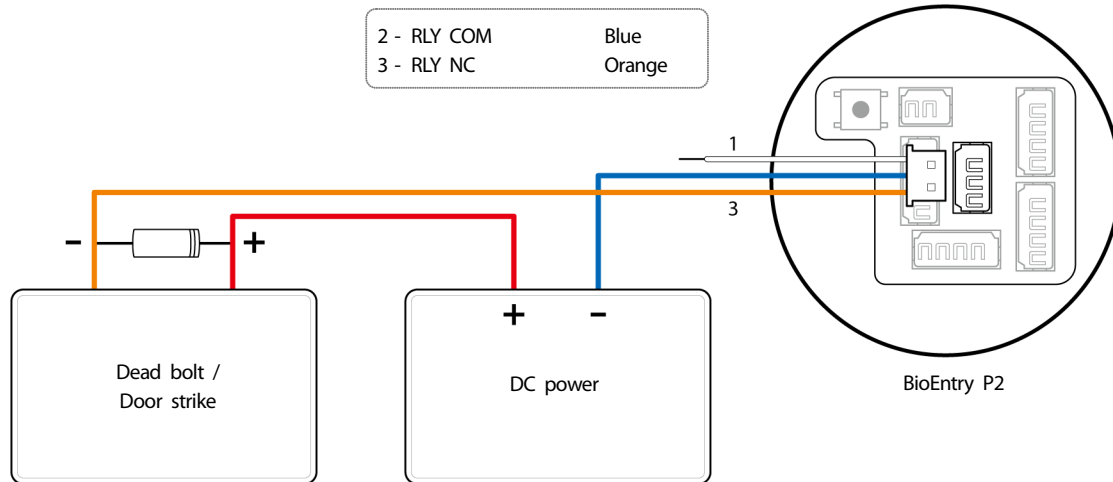 2 - RLY COM Blue
3 - RLY NC Orange
1
3
- +
+ -
Dead bolt /
Door strike
DC power
BioEntry P2